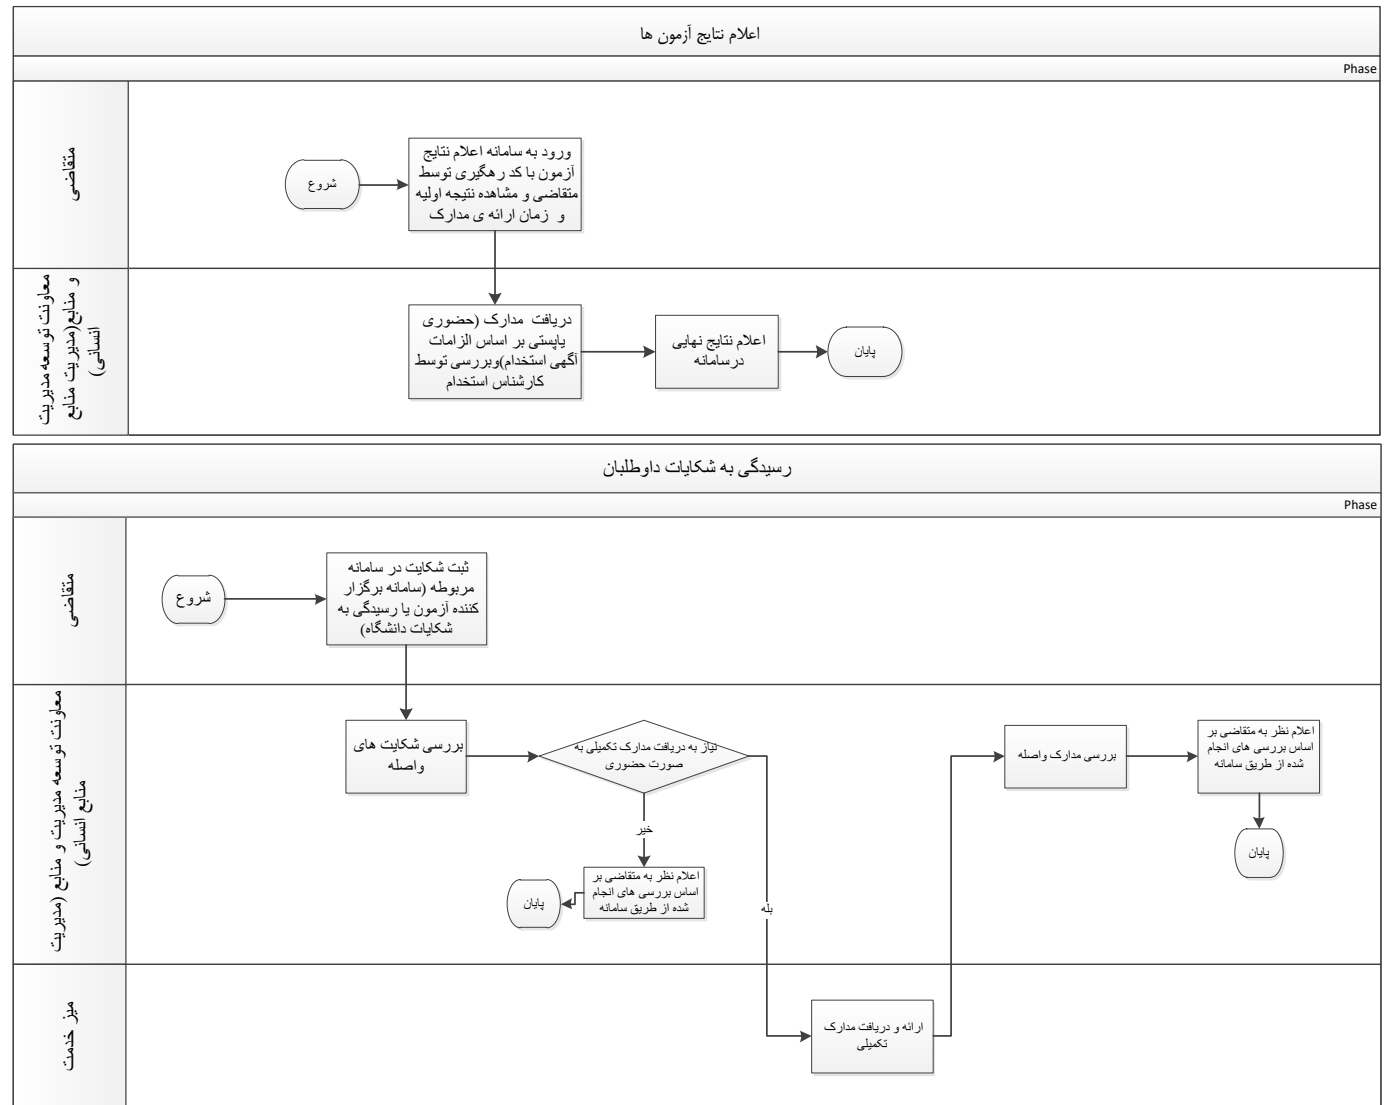 اعلام نتایج آزمون ها
Phase
متقاضی
شروع
ورود به سامانه اعلام نتایج
آزمون با کد رهگیری توسط
متقاضی و مشاهده نتیجه اولیه
و زمان ارائه ی مدارک
معاونت توسعه مدیریت
و منابع(مدیریت منابع
انسانی)
دریافت مدارک (حضوری
یاپستی بر اساس الزامات
آگهی استخدام)وبررسی توسط
کارشناس استخدام
اعلام نتایج نهایی
درسامانه
پایان
رسیدگی به شکایات داوطلبان
Phase
متقاضی
شروع
ثبت شکایت در سامانه
مربوطه (سامانه برگزار
کننده آزمون یا رسیدگی به
شکایات دانشگاه)
معاونت توسعه مدیریت و منابع (مدیریت
منابع انسانی)
بررسی شکایت های
واصله
نیاز به دریافت مدارک تکمیلی به
صورت حضوری
خیر
اعلام نظر به متقاضی بر
اساس بررسی های انجام
شده از طریق سامانه
پایان
بله
بررسی مدارک واصله
اعلام نظر به متقاضی بر
اساس بررسی های انجام
شده از طریق سامانه
پایان
میز خدمت
ارائه و دریافت مدارک
تکمیلی